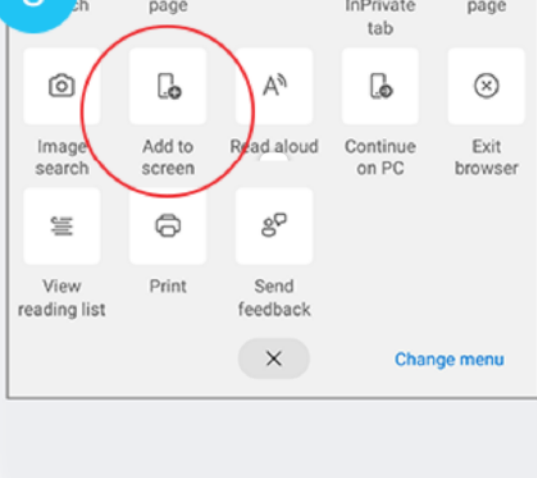 page
InPrivate
tab
page
Image
search
Add to
screen
Read aloud
Continue
on PC
Exit
browser
View
reading list
Print
Send
feedback
Change menu